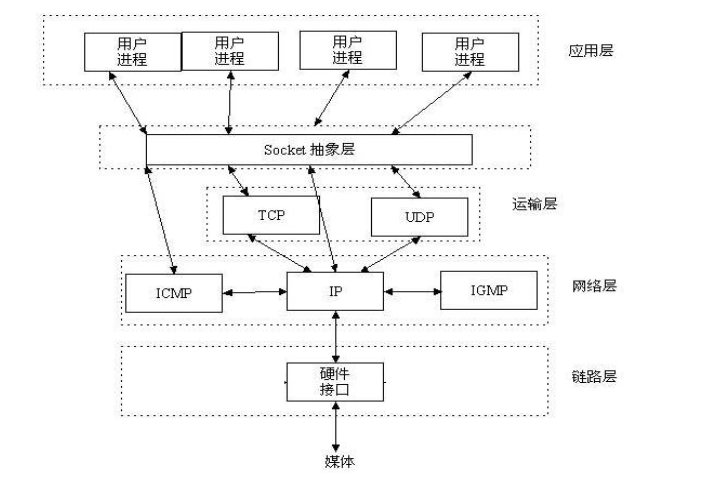 用户
进程
用户
进程
用户
进程
用户
进程
应用层
Socket 抽象层
TCP
UDP
运输层
ICMP
IP
IGMP
网络层
硬件
接口
链路层
媒体